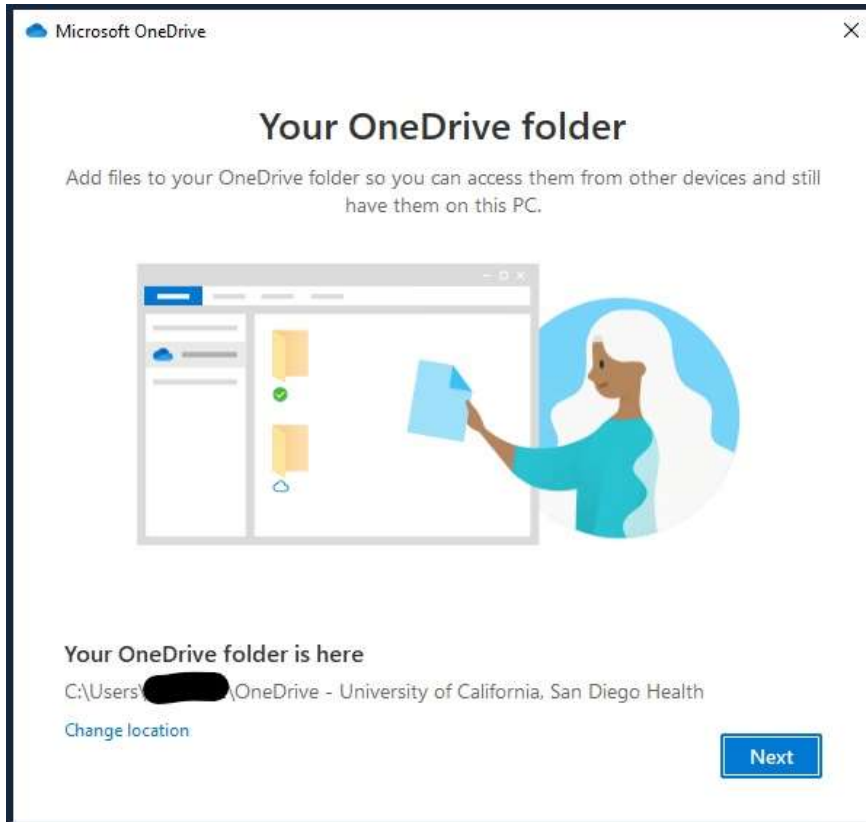 Microsoft OneDrive
Your OneDrive folder
Add files to your OneDrive folder so you can access them from other devices and still
have them on this PC.
Your OneDrive folder is here
C:\Users\ \OneDrive - University of California, San Diego Health
Change location
Next